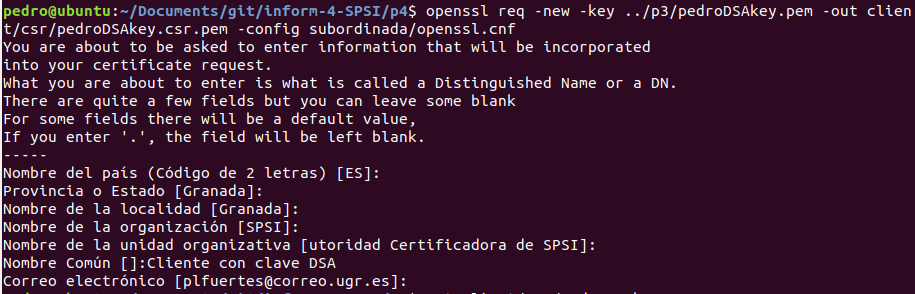 pedro@ubuntu:~/Documents/git/inform-4-SPSI/p4$ openssl req -new -key ../p3/pedroDSAkey.pem -out clien
t/csr/pedroDSAkey.csr.pem -config subordinada/openssl.cnf
You are about to be asked to enter information that will be incorporated
into your certificate request.
What you are about to enter is what is called a Distinguished Name or a DN.
There are quite a few fields but you can leave some blank
For some fields there will be a default value,
If you enter '.', the field will be left blank.
-----
Nombre del país (Código de 2 letras) [ES]:
Provincia o Estado [Granada]:
Nombre de la localidad [Granada]:
Nombre de la organización [SPSI]:
Nombre de la unidad organizativa [utoridad Certificadora de SPSI]:
Nombre Común []:Cliente con clave DSA
Correo electrónico [plfuertes@correo.ugr.es]: